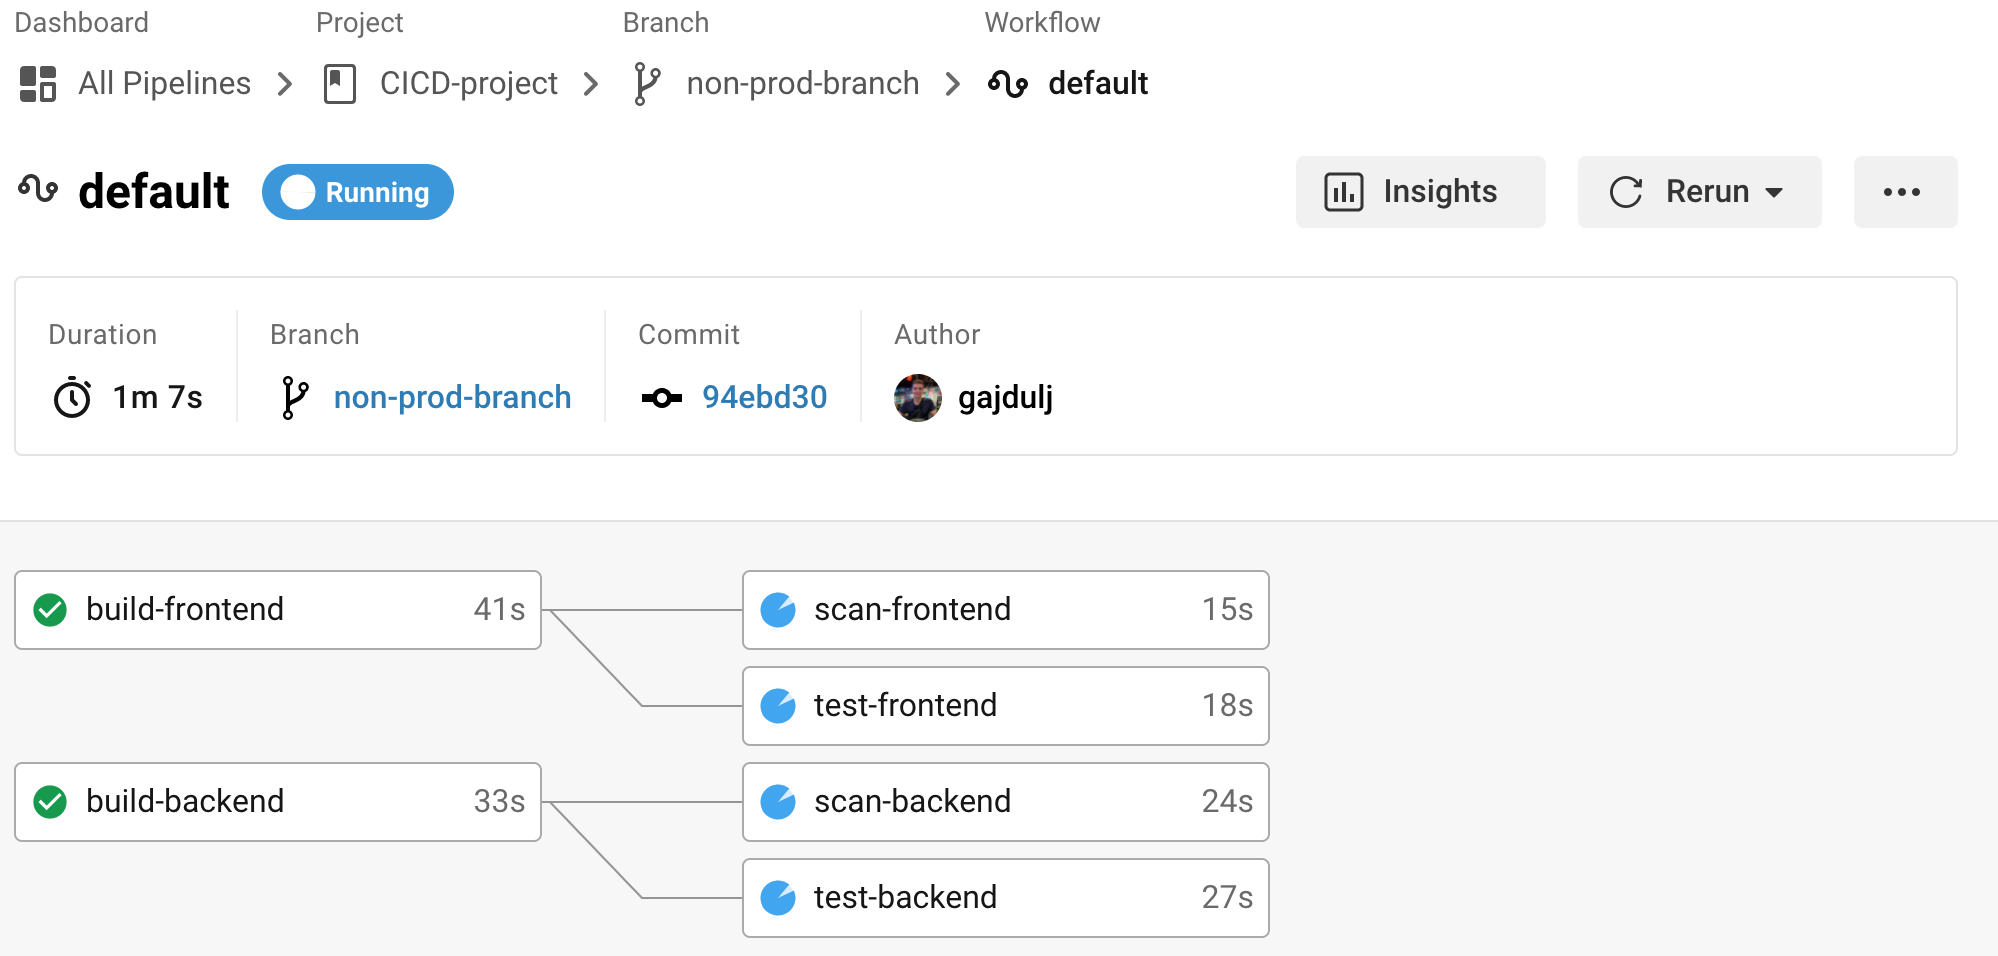 Dashboard Project Branch Workflow
All Pipelines CICD-project non-prod-branch default
default Running Insights Rerun
Duration Branch Commit Author
1m 7s non-prod-branch 94ebd30 gajdulj
build-frontend 41s scan-frontend 15s
test-frontend 18s
build-backend 33s scan-backend 24s
test-backend 27s